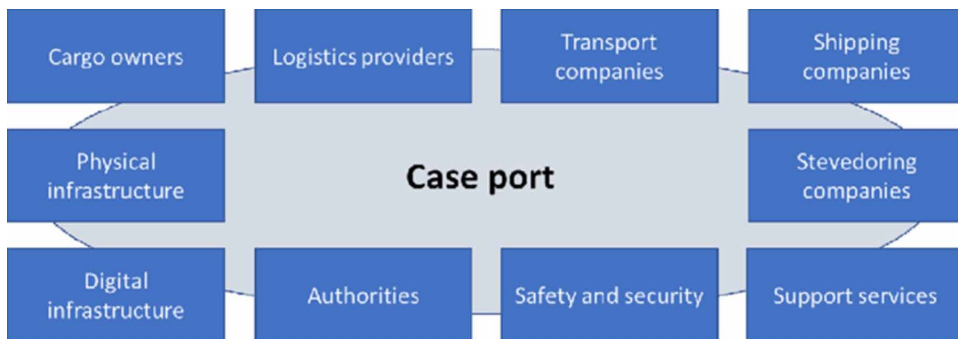 Cargo owners
Logistics providers
Transport
companies
Shipping
companies
Physical
infrastructure
Case port
Stevedoring
companies
Digital
infrastructure
Authorities
Safety and security
Support services